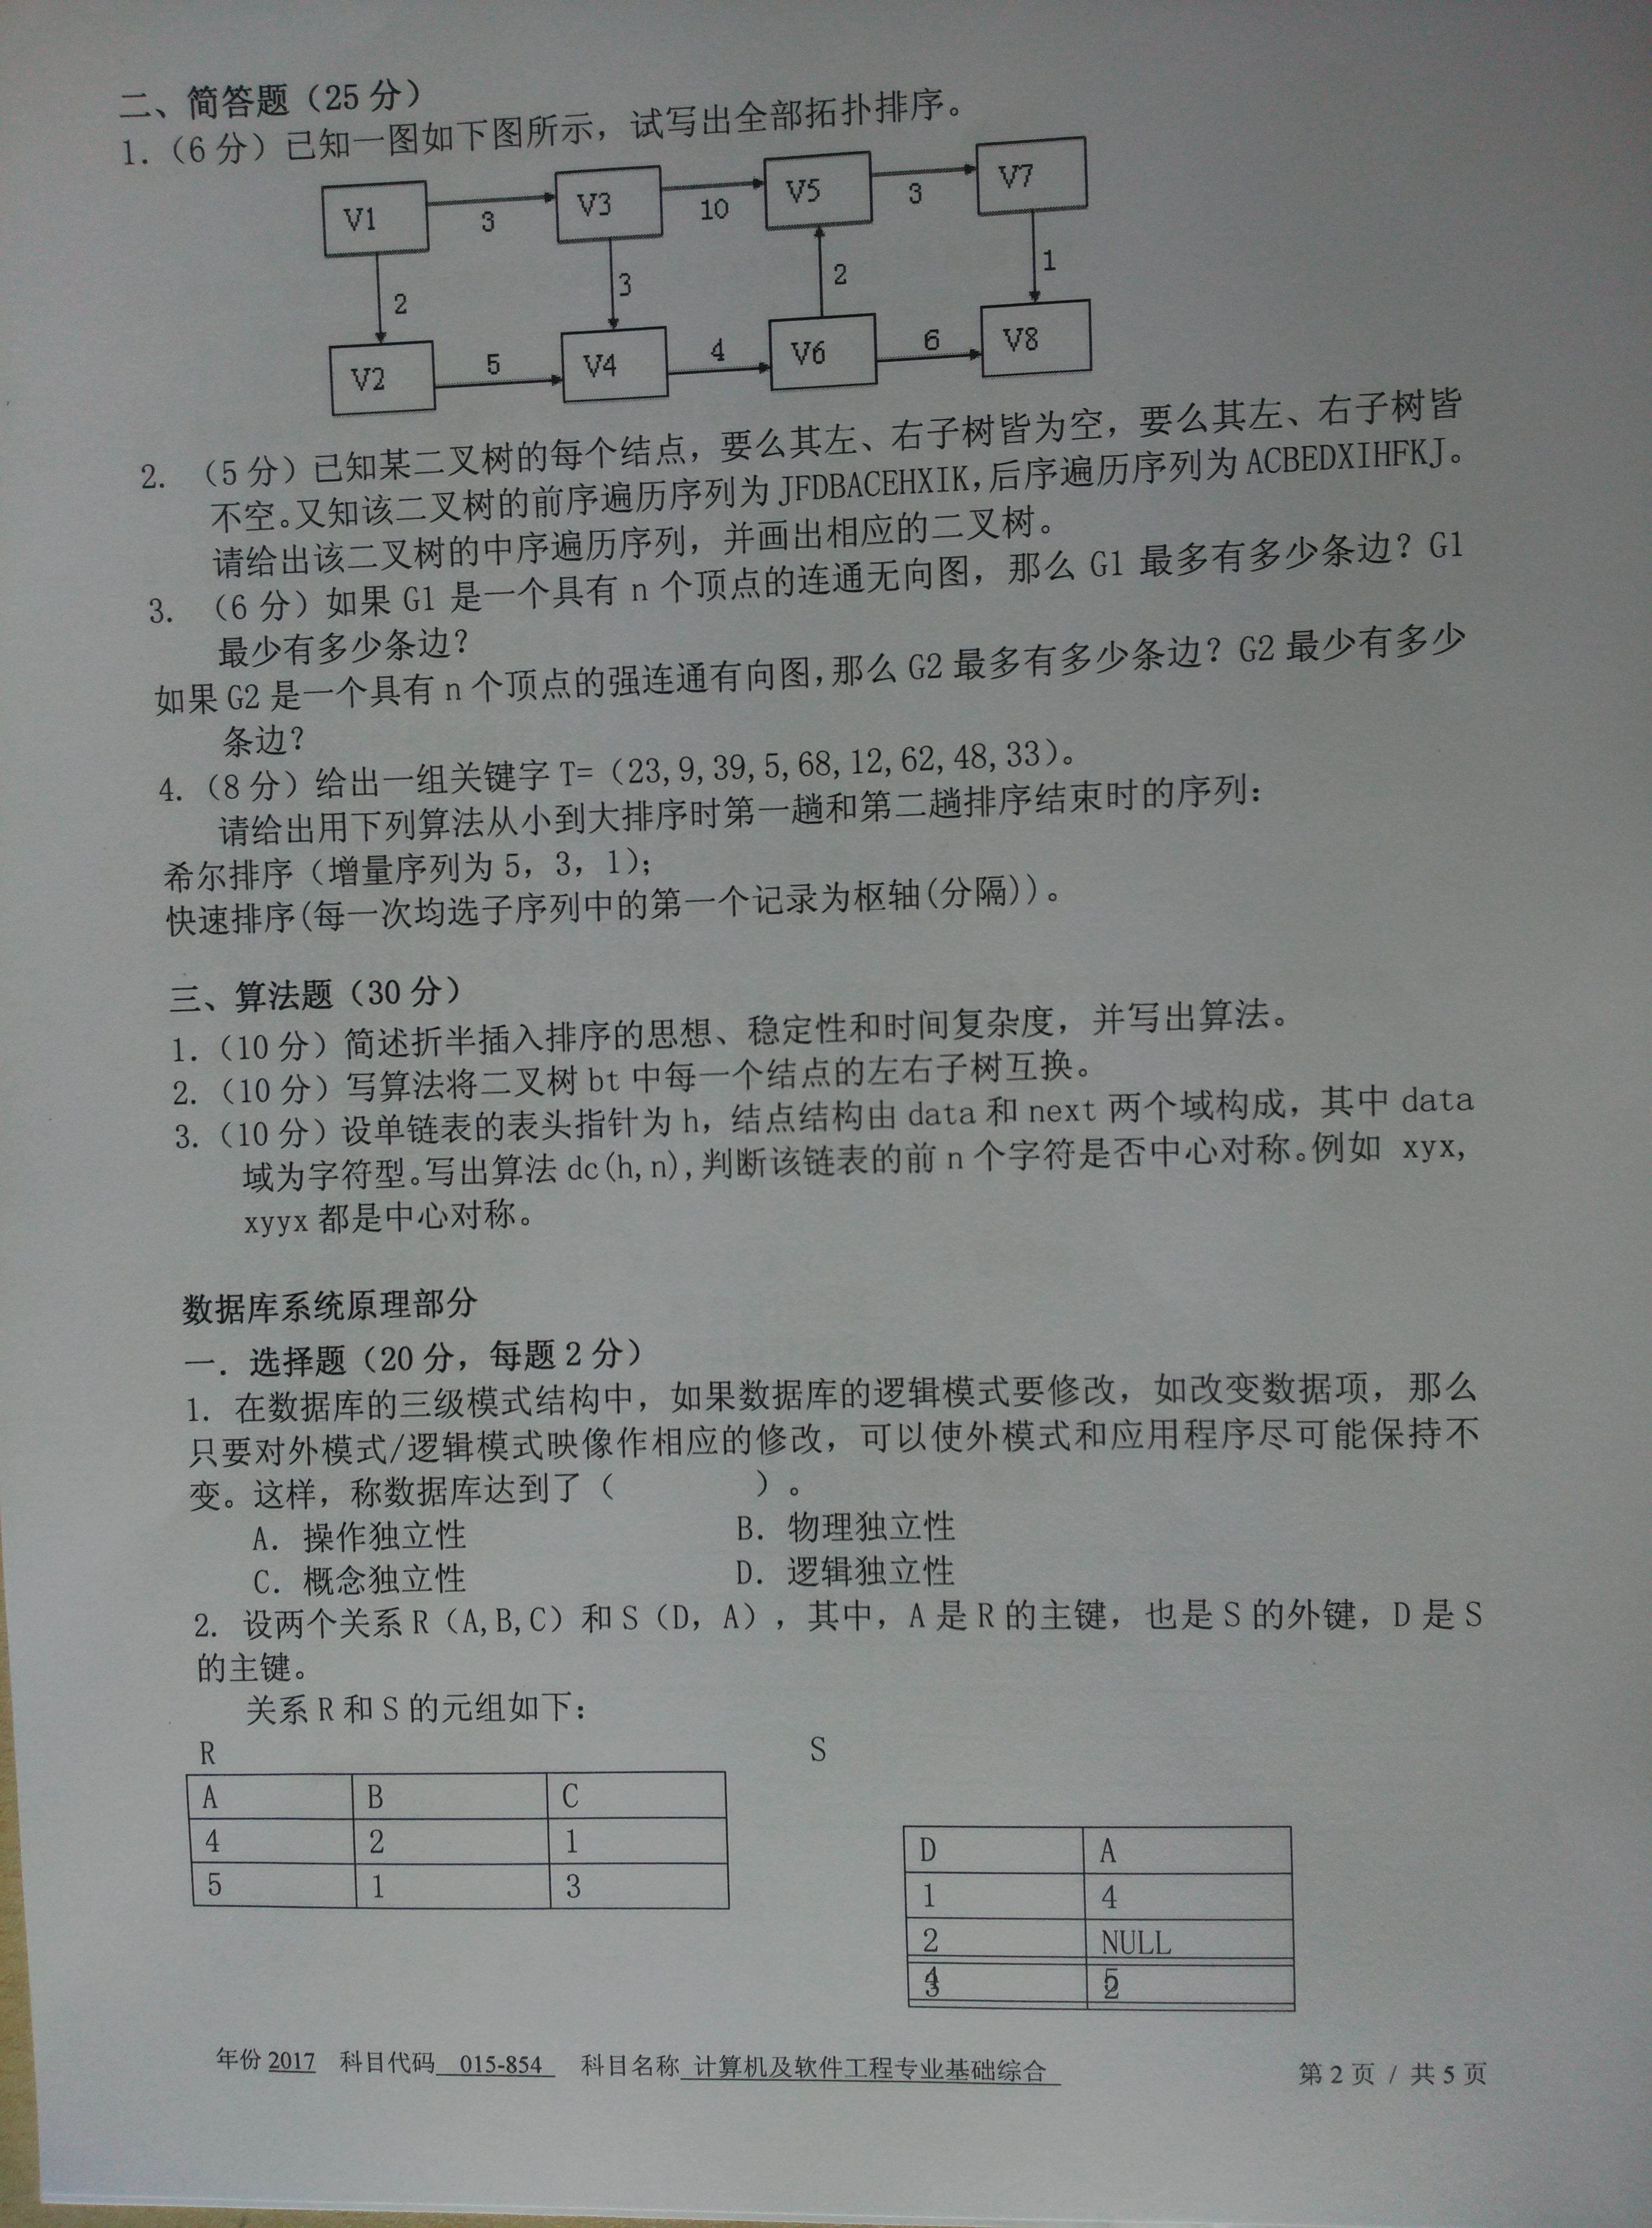 二、简答题（25 分）
1.（6 分）已知一图如下图所示，试写出全部拓扑排序。
V1
3
V3
10
V5
3
V7
2
3
2
1
V2
5
V4
4
V6
6
V8
2. （5 分）已知某二叉树的每个结点，要么其左、右子树皆为空，要么其左、右子树皆
不空。又知该二叉树的前序遍历序列为 JFDBACEHXIK，后序遍历序列为 ACBEDXIHFKJ。
请给出该二叉树的中序遍历序列，并画出相应的二叉树。
3. （6 分）如果 G1 是一个具有 n 个顶点的连通无向图，那么 G1 最多有多少条边？G1
最少有多少条边？
如果 G2 是一个具有 n 个顶点的强连通有向图，那么 G2 最多有多少条边？G2 最少有多少
条边？
4.（8 分）给出一组关键字 T=（23,9,39,5,68,12,62,48,33）。
请给出用下列算法从小到大排序时第一趟和第二趟排序结束时的序列：
希尔排序（增量序列为 5，3，1）；
快速排序(每一次均选子序列中的第一个记录为枢轴(分隔))。
三、算法题（30 分）
1.（10 分）简述折半插入排序的思想、稳定性和时间复杂度，并写出算法。
2.（10 分）写算法将二叉树 bt 中每一个结点的左右子树互换。
3.（10 分）设单链表的表头指针为 h，结点结构由 data 和 next 两个域构成，其中 data
域为字符型。写出算法 dc(h,n),判断该链表的前 n 个字符是否中心对称。例如 xyx,
xyyx 都是中心对称。
数据库系统原理部分
一．选择题（20 分，每题 2 分）
1. 在数据库的三级模式结构中，如果数据库的逻辑模式要修改，如改变数据项，那么
只要对外模式/逻辑模式映像作相应的修改，可以使外模式和应用程序尽可能保持不
变。这样，称数据库达到了（ ）。
A. 操作独立性 B. 物理独立性
C. 概念独立性 D. 逻辑独立性
2. 设两个关系 R（A,B,C）和 S（D，A），其中，A 是 R 的主键，也是 S 的外键，D 是 S
的主键。
关系 R 和 S 的元组如下：
R S
A B C
4 2 1
5 1 3
D A
1 4
2 NULL
3 2
4 5
年份 2017 科目代码 015-854 科目名称 计算机及软件工程专业基础综合 第 2 页 / 共 5 页